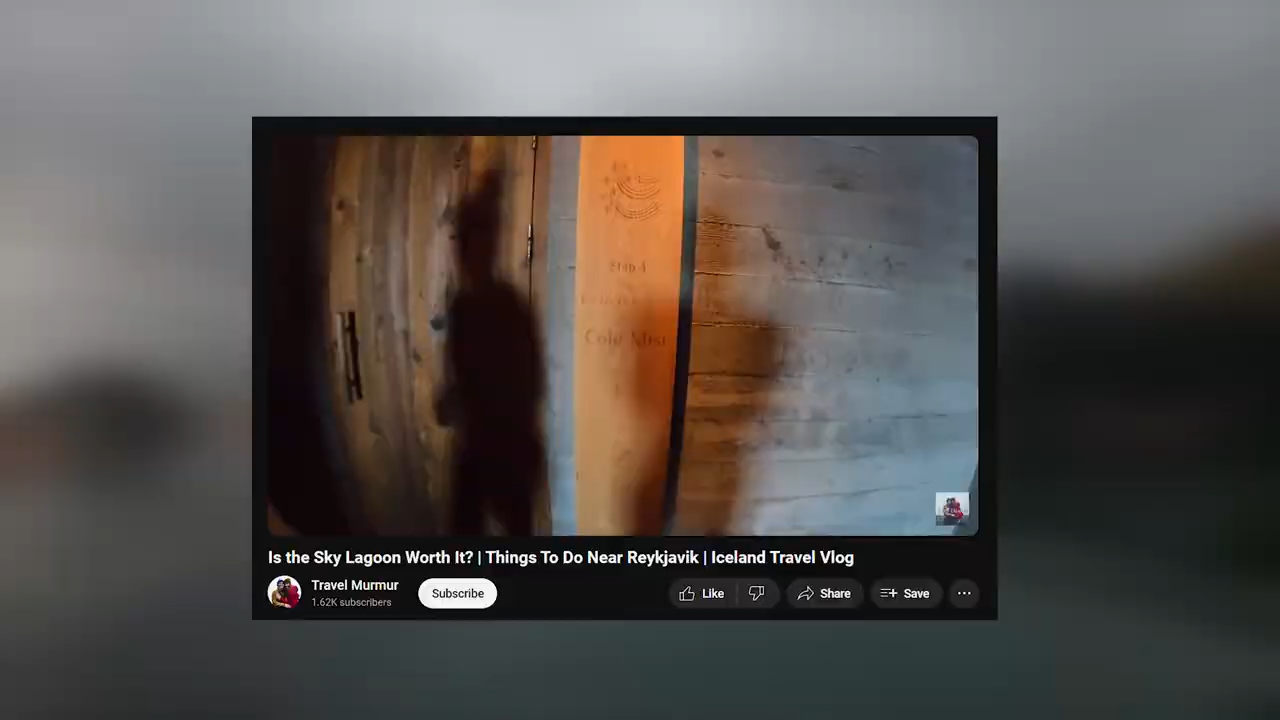 Step 4
Cold Mist
Is the Sky Lagoon Worth It? | Things To Do Near Reykjavik | Iceland Travel Vlog
Travel Murmur
1.62K subscribers
Subscribe
Like
Share
Save